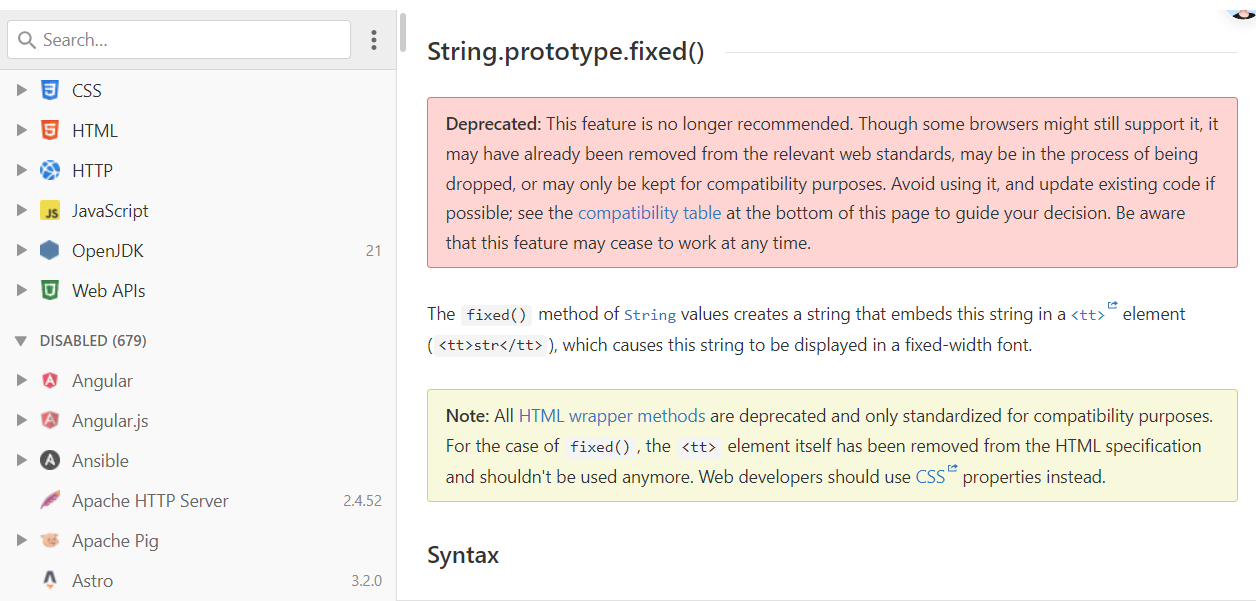 Search...
CSS
HTML
HTTP
JavaScript
OpenJDK 21
Web APIs
DISABLED (679)
Angular
Angular.js
Ansible
Apache HTTP Server 2.4.52
Apache Pig
Astro 3.2.0
String.prototype.fixed()
Deprecated: This feature is no longer recommended. Though some browsers might still support it, it
may have already been removed from the relevant web standards, may be in the process of being
dropped, or may only be kept for compatibility purposes. Avoid using it, and update existing code if
possible; see the compatibility table at the bottom of this page to guide your decision. Be aware
that this feature may cease to work at any time.
The fixed() method of String values creates a string that embeds this string in a <tt> element
(<tt>str</tt>), which causes this string to be displayed in a fixed-width font.
Note: All HTML wrapper methods are deprecated and only standardized for compatibility purposes.
For the case of fixed(), the <tt> element itself has been removed from the HTML specification
and shouldn't be used anymore. Web developers should use CSS properties instead.
Syntax